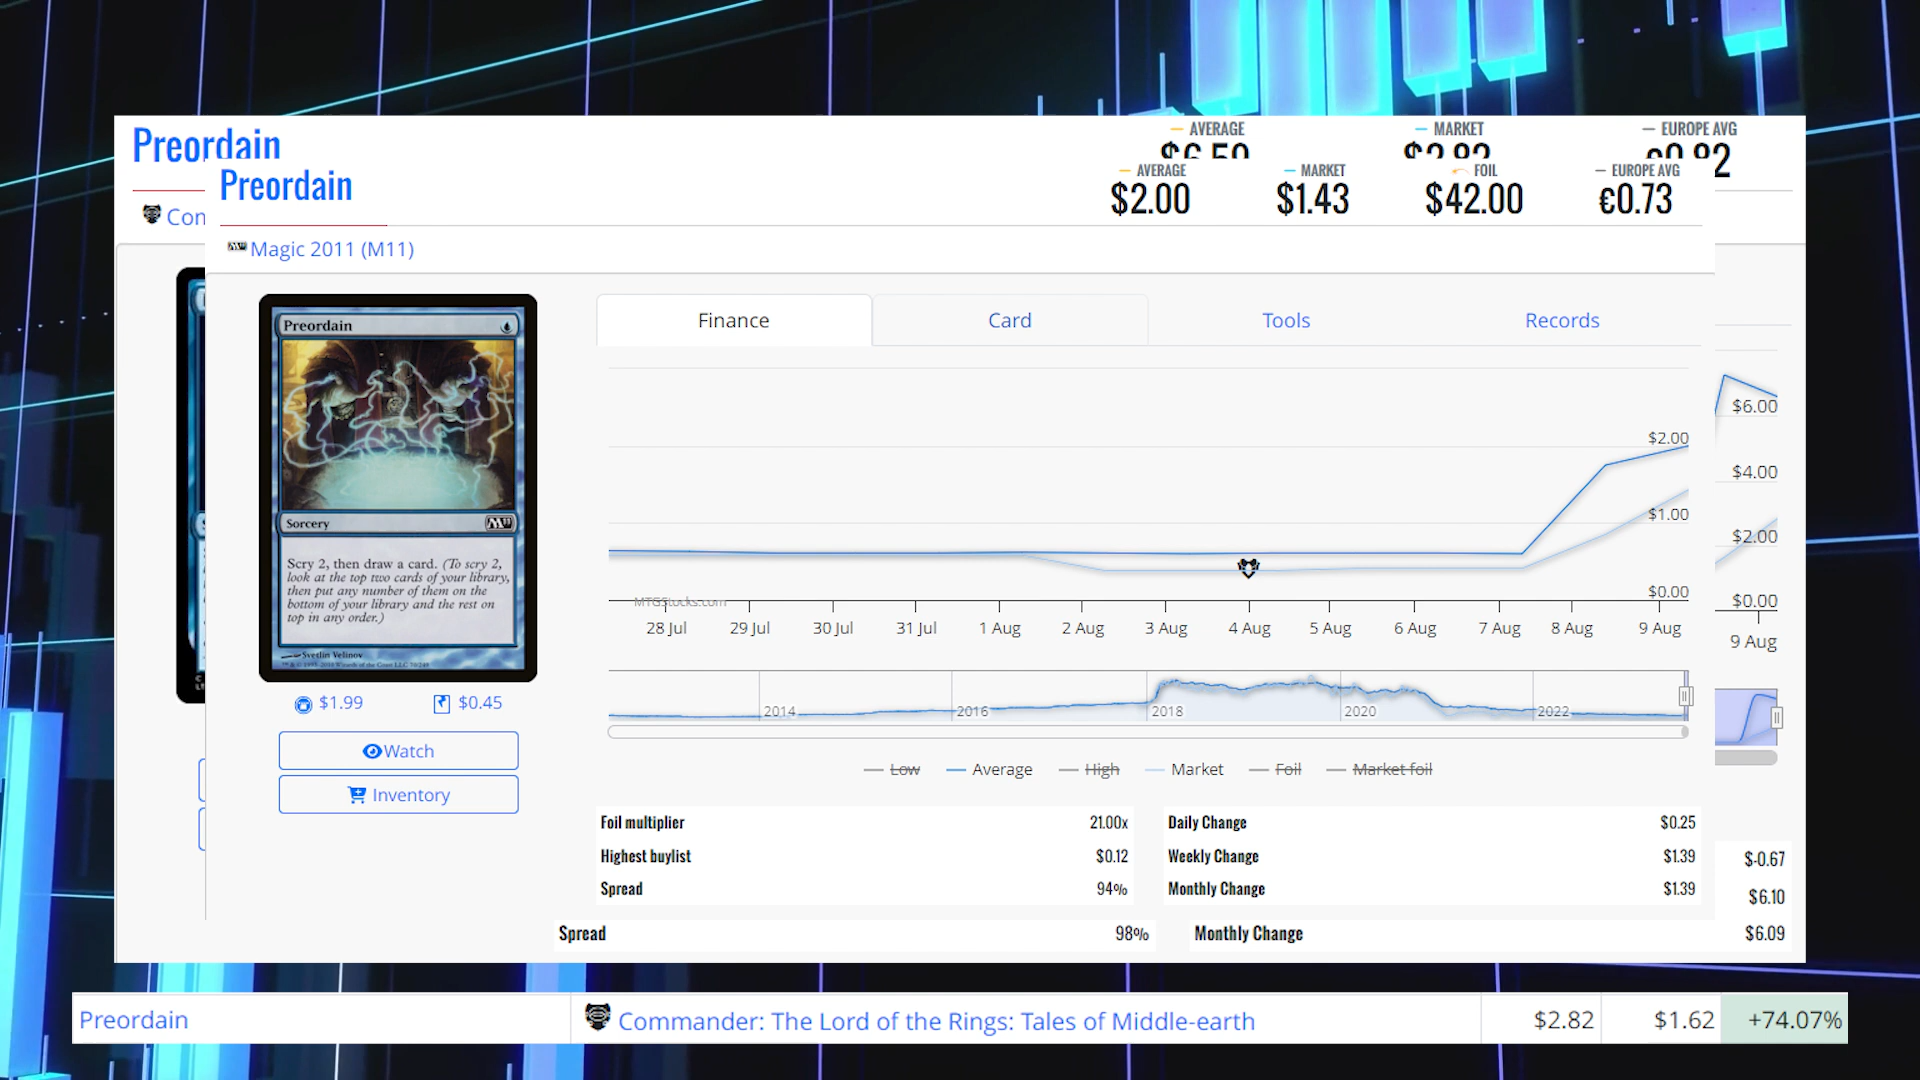 Preordain
AVERAGE
MARKET
EUROPE AVG
Con
Preordain
AVERAGE
$2.00
MARKET
$1.43
FOIL
$42.00
EUROPE AVG
€0.73
Magic 2011 (M11)
Finance
Card
Tools
Records
Preordain
Sorcery
Scry 2, then draw a card. (To scry 2,
look at the top two cards of your library,
then put any number of them on the
bottom of your library and the rest on
top in any order.)
Svetlin Velinov
$1.99
$0.45
Watch
Inventory
$2.00
$1.00
$0.00
MTGStocks.com
28 Jul
29 Jul
30 Jul
31 Jul
1 Aug
2 Aug
3 Aug
4 Aug
5 Aug
6 Aug
7 Aug
8 Aug
9 Aug
$6.00
$4.00
$2.00
$0.00
9 Aug
2014
2016
2018
2020
2022
Low
Average
High
Market
Foil
Market foil
Foil multiplier
21.00x
Highest buylist
$0.12
Spread
94%
Daily Change
$0.25
Weekly Change
$1.39
Monthly Change
$1.39
$-0.67
$6.10
Spread
98%
Monthly Change
$6.09
Preordain
Commander: The Lord of the Rings: Tales of Middle-earth
$2.82
$1.62
+74.07%